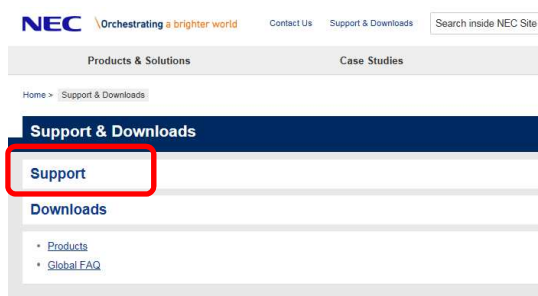 NEC \Orchestrating a brighter world Contact Us Support & Downloads Search inside NEC Site
Products & Solutions Case Studies
Home > Support & Downloads
Support & Downloads
Support
Downloads
• Products
• Global FAQ